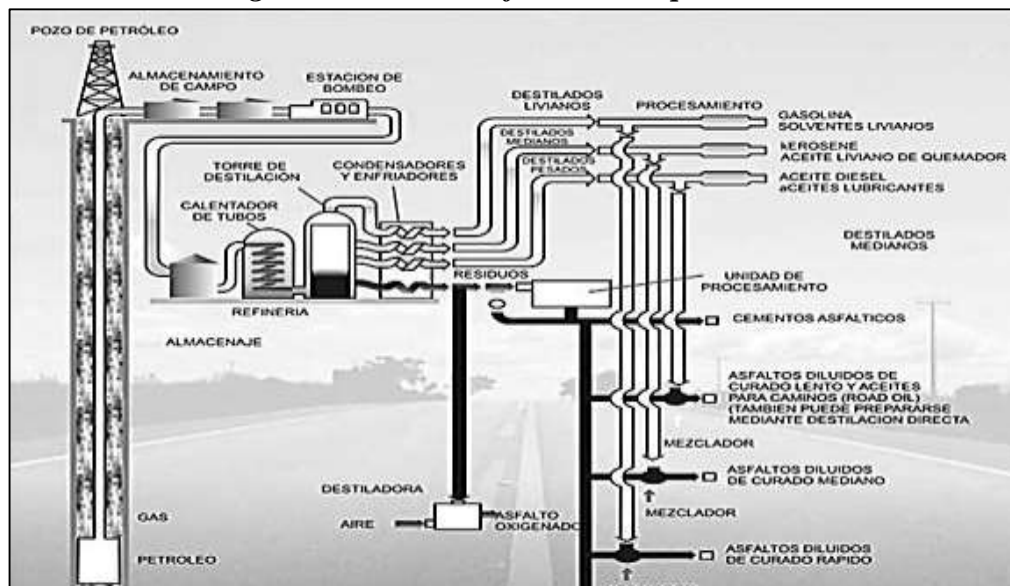 POZO DE PETRÓLEO
ALMACENAMIENTO
DE CAMPO
ESTACION DE
BOMBEO
DESTILADOS
LIVIANOS
PROCESAMIENTO
GASOLINA
SOLVENTES LIVIANOS
DESTILADOS
MEDIANOS
KEROSENE
ACEITE LIVIANO DE QUEMADOR
DESTILADOS
PESADOS
ACEITE DIESEL
aCEITES LUBRICANTES
TORRE DE
DESTILACIÓN
CONDENSADORES
Y ENFRIADORES
CALENTADOR
DE TUBOS
DESTILADOS
MEDIANOS
RESIDUOS
UNIDAD DE
PROCESAMIENTO
REFINERIA
CEMENTOS ASFÁLTICOS
ALMACENAJE
ASFALTOS DILUIDOS DE
CURADO LENTO Y ACEITES
PARA CAMINOS (ROAD OIL)
(TAMBIEN PUEDE PREPARARSE
MEDIANTE DESTILACION DIRECTA
MEZCLADOR
ASFALTOS DILUIDOS
DE CURADO MEDIANO
DESTILADORA
MEZCLADOR
GAS
AIRE
ASFALTO
OXIGENADO
PETROLEO
ASFALTOS DILUIDOS
DE CURADO RAPIDO